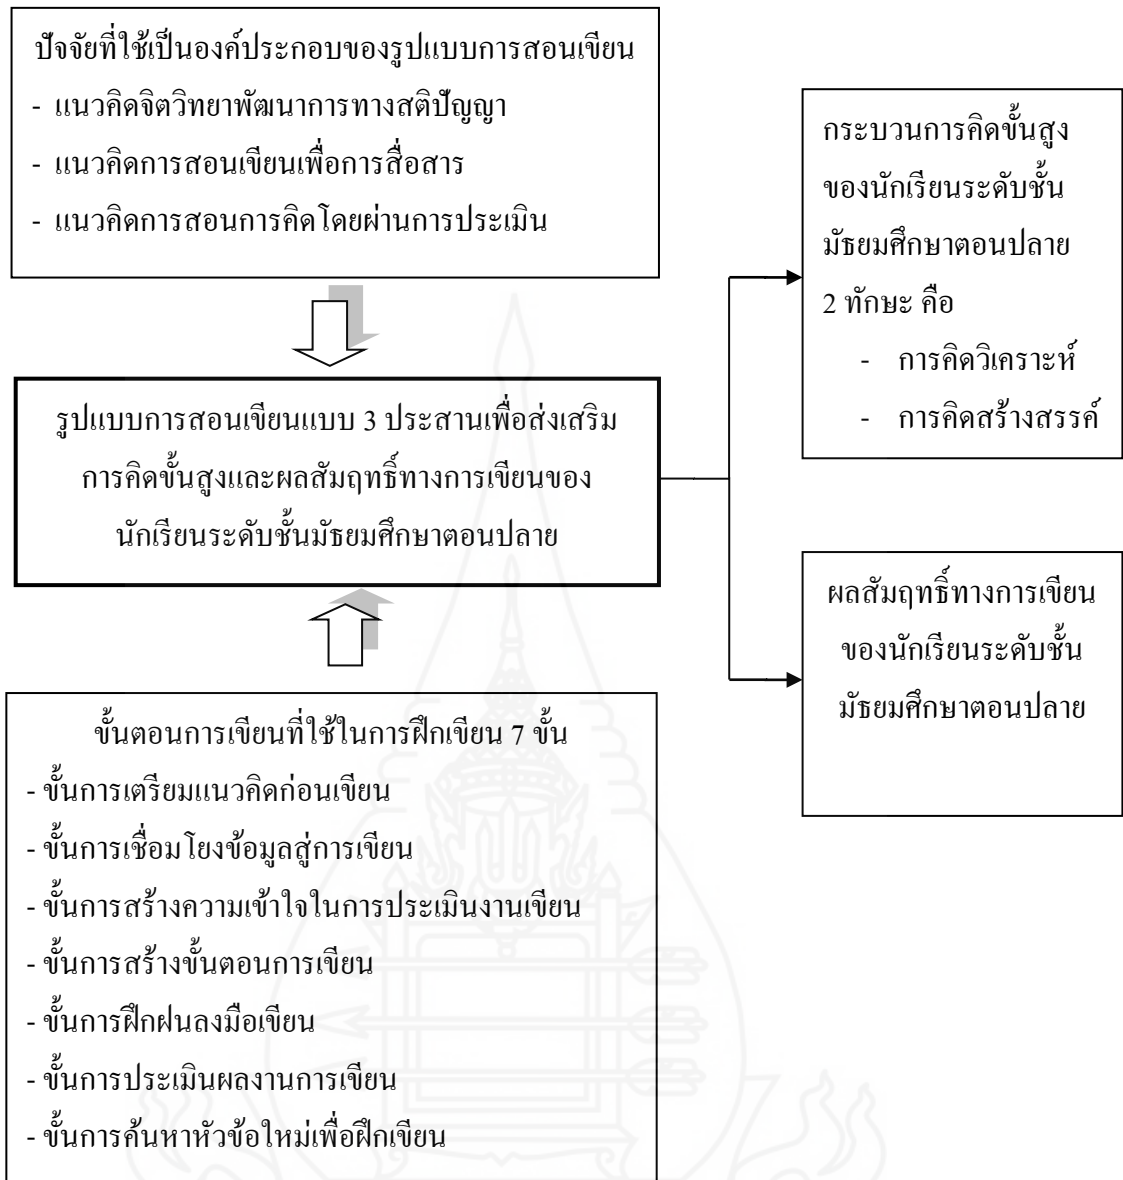 ปัจจัยที่ใช้เป็นองค์ประกอบของรูปแบบการสอนเขียน
- แนวคิดจิตวิทยาพัฒนาการทางสติปัญญา
- แนวคิดการสอนเขียนเพื่อการสื่อสาร
- แนวคิดการสอนการคิดโดยผ่านการประเมิน
รูปแบบการสอนเขียนแบบ 3 ประสานเพื่อส่งเสริม
การคิดขั้นสูงและผลสัมฤทธิ์ทางการเขียนของ
นักเรียนระดับชั้นมัธยมศึกษาตอนปลาย
ขั้นตอนการเขียนที่ใช้ในการฝึกเขียน 7 ขั้น
- ขั้นการเตรียมแนวคิดก่อนเขียน
- ขั้นการเชื่อมโยงข้อมูลสู่การเขียน
- ขั้นการสร้างความเข้าใจในการประเมินงานเขียน
- ขั้นการสร้างขั้นตอนการเขียน
- ขั้นการฝึกฝนลงมือเขียน
- ขั้นการประเมินผลงานการเขียน
- ขั้นการค้นหาหัวข้อใหม่เพื่อฝึกเขียน
กระบวนการคิดขั้นสูง
ของนักเรียนระดับชั้น
มัธยมศึกษาตอนปลาย
2 ทักษะ คือ
- การคิดวิเคราะห์
- การคิดสร้างสรรค์
ผลสัมฤทธิ์ทางการเขียน
ของนักเรียนระดับชั้น
มัธยมศึกษาตอนปลาย